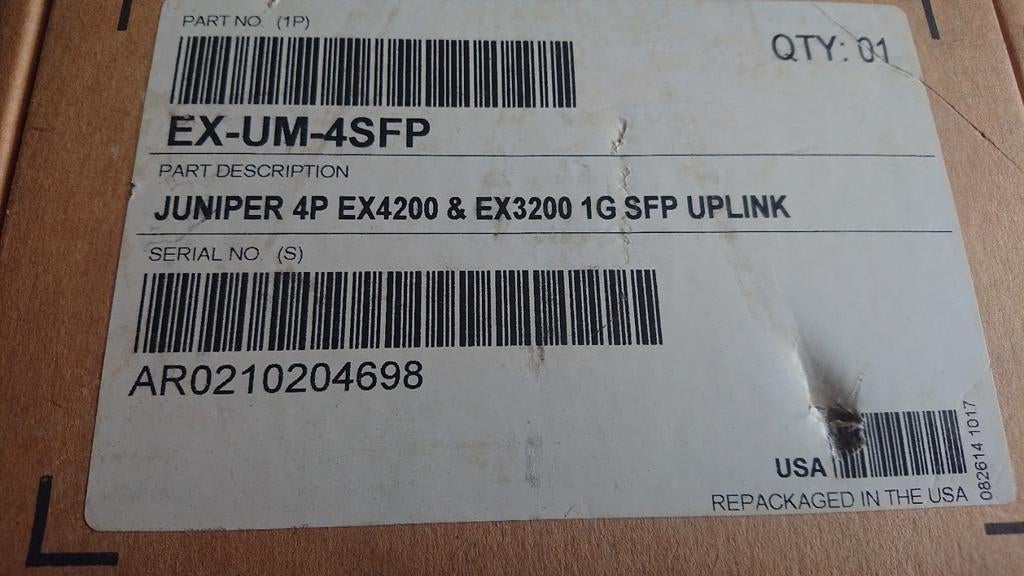 PART NO. (1P)
QTY: 01
EX-UM-4SFP
PART DESCRIPTION
JUNIPER 4P EX4200 & EX3200 1G SFP UPLINK
SERIAL NO. (S)
AR0210204698
USA
REPACKAGED IN THE USA
082614 1017